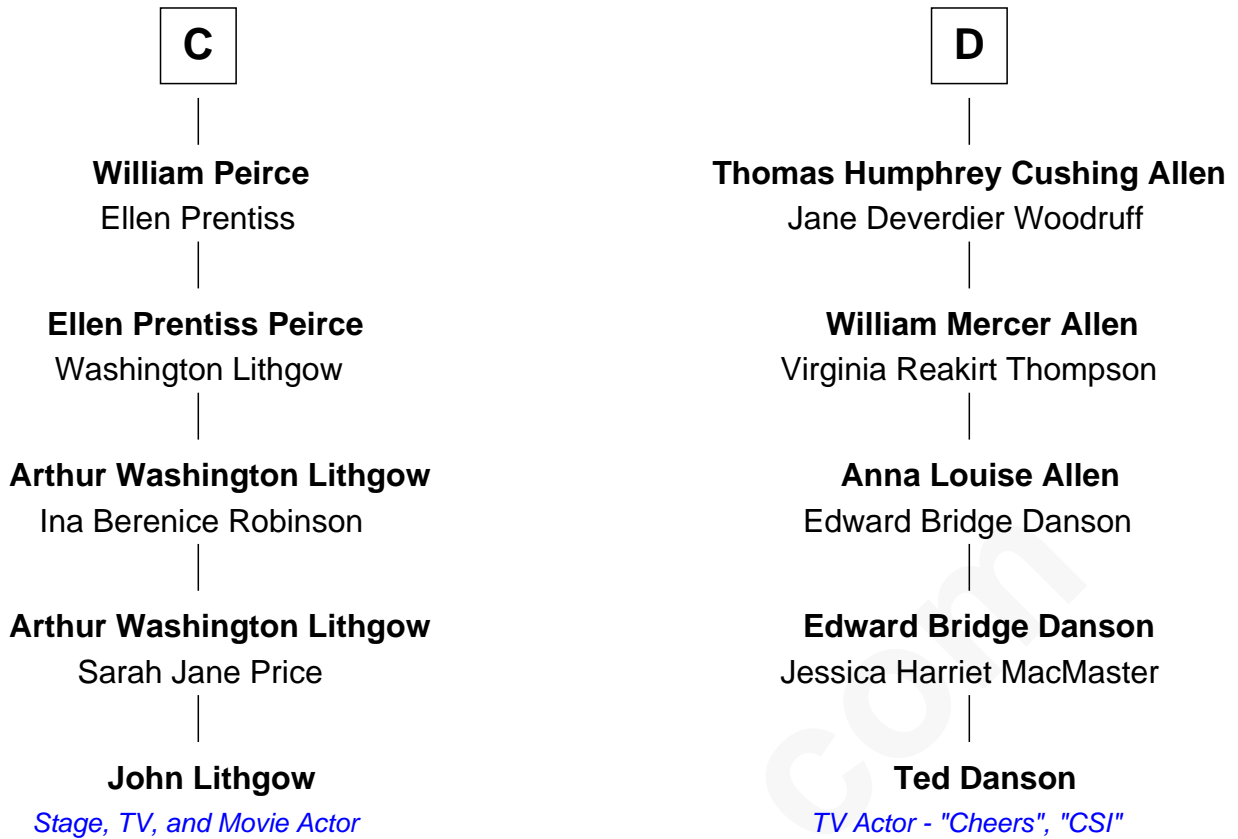 C
William Peirce
Ellen Prentiss
Ellen Prentiss Peirce
Washington Lithgow
Arthur Washington Lithgow
Ina Berenice Robinson
Arthur Washington Lithgow
Sarah Jane Price
John Lithgow
Stage, TV, and Movie Actor
D
Thomas Humphrey Cushing Allen
Jane Deverdier Woodruff
William Mercer Allen
Virginia Reakirt Thompson
Anna Louise Allen
Edward Bridge Danson
Edward Bridge Danson
Jessica Harriet MacMaster
Ted Danson
TV Actor - "Cheers", "CSI"
com